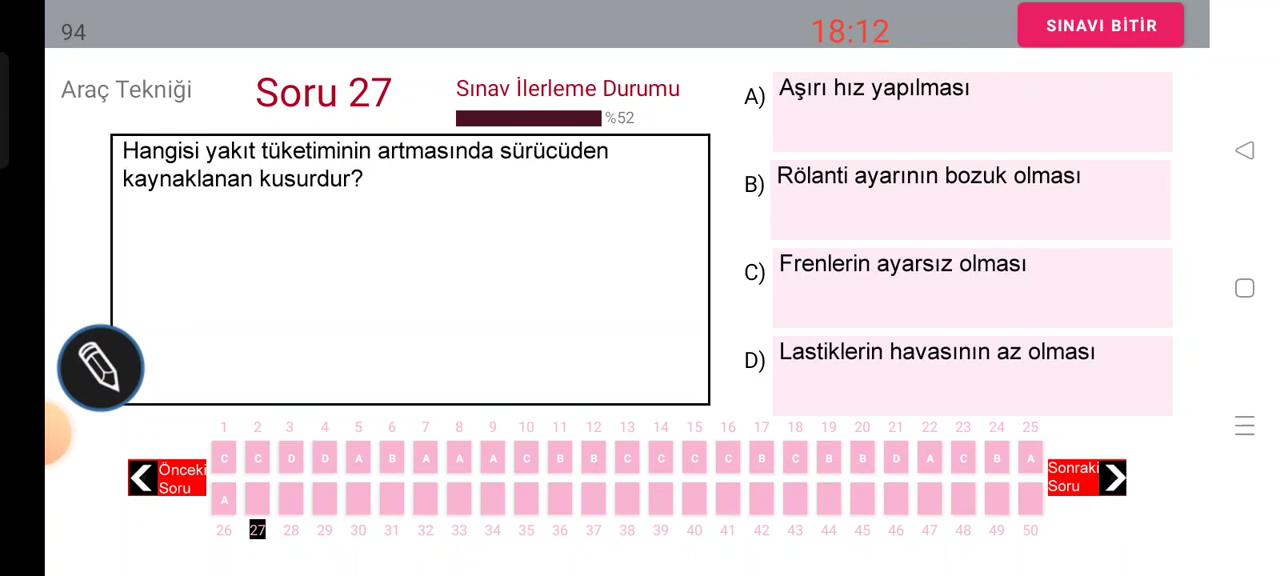 94
18:12
SINAVI BİTİR
Araç Tekniği
Soru 27
Sınav İlerleme Durumu
%52
Hangisi yakıt tüketiminin artmasında sürücüden
kaynaklanan kusurdur?
A) Aşırı hız yapılması
B) Rölanti ayarının bozuk olması
C) Frenlerin ayarsız olması
D) Lastiklerin havasının az olması
1 2 3 4 5 6 7 8 9 10 11 12 13 14 15 16 17 18 19 20 21 22 23 24 25
C C D D A B A A A C B B C C C C B C B B D A C B A
Önceki
Soru
Sonraki
Soru
A
26 27 28 29 30 31 32 33 34 35 36 37 38 39 40 41 42 43 44 45 46 47 48 49 50